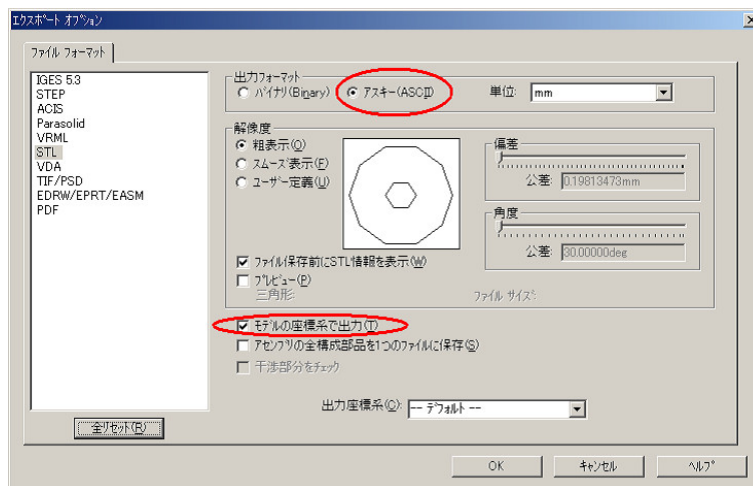 エクスポート オプション
ファイル フォーマット
IGES 5.3
STEP
ACIS
Parasolid
VRML
STL
VDA
TIF/PSD
EDRW/EPRT/EASM
PDF
全リセット(R)
出力フォーマット
バイナリ(Binary)
アスキー(ASCII)
単位:
mm
解像度
粗表示(O)
スムーズ表示(F)
ユーザー定義(U)
偏差
公差:
0.19813473mm
角度
公差:
30.00000deg
ファイル保存前にSTL情報を表示(W)
プレビュー(P)
三角形:
ファイル サイズ:
モデルの座標系で出力(T)
アセンブリの全構成部品を1つのファイルに保存(S)
干渉部分をチェック
出力座標系(C):
-- デフォルト --
OK
キャンセル
ヘルプ